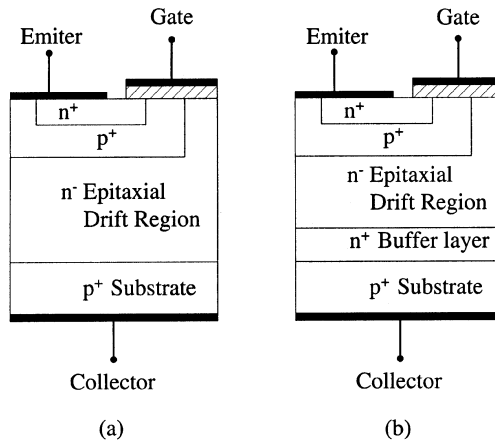 Gate
Emiter
n+
p+
n- Epitaxial
Drift Region
p+ Substrate
Collector
(a)
Gate
Emiter
n+
p+
n- Epitaxial
Drift Region
n+ Buffer layer
p+ Substrate
Collector
(b)